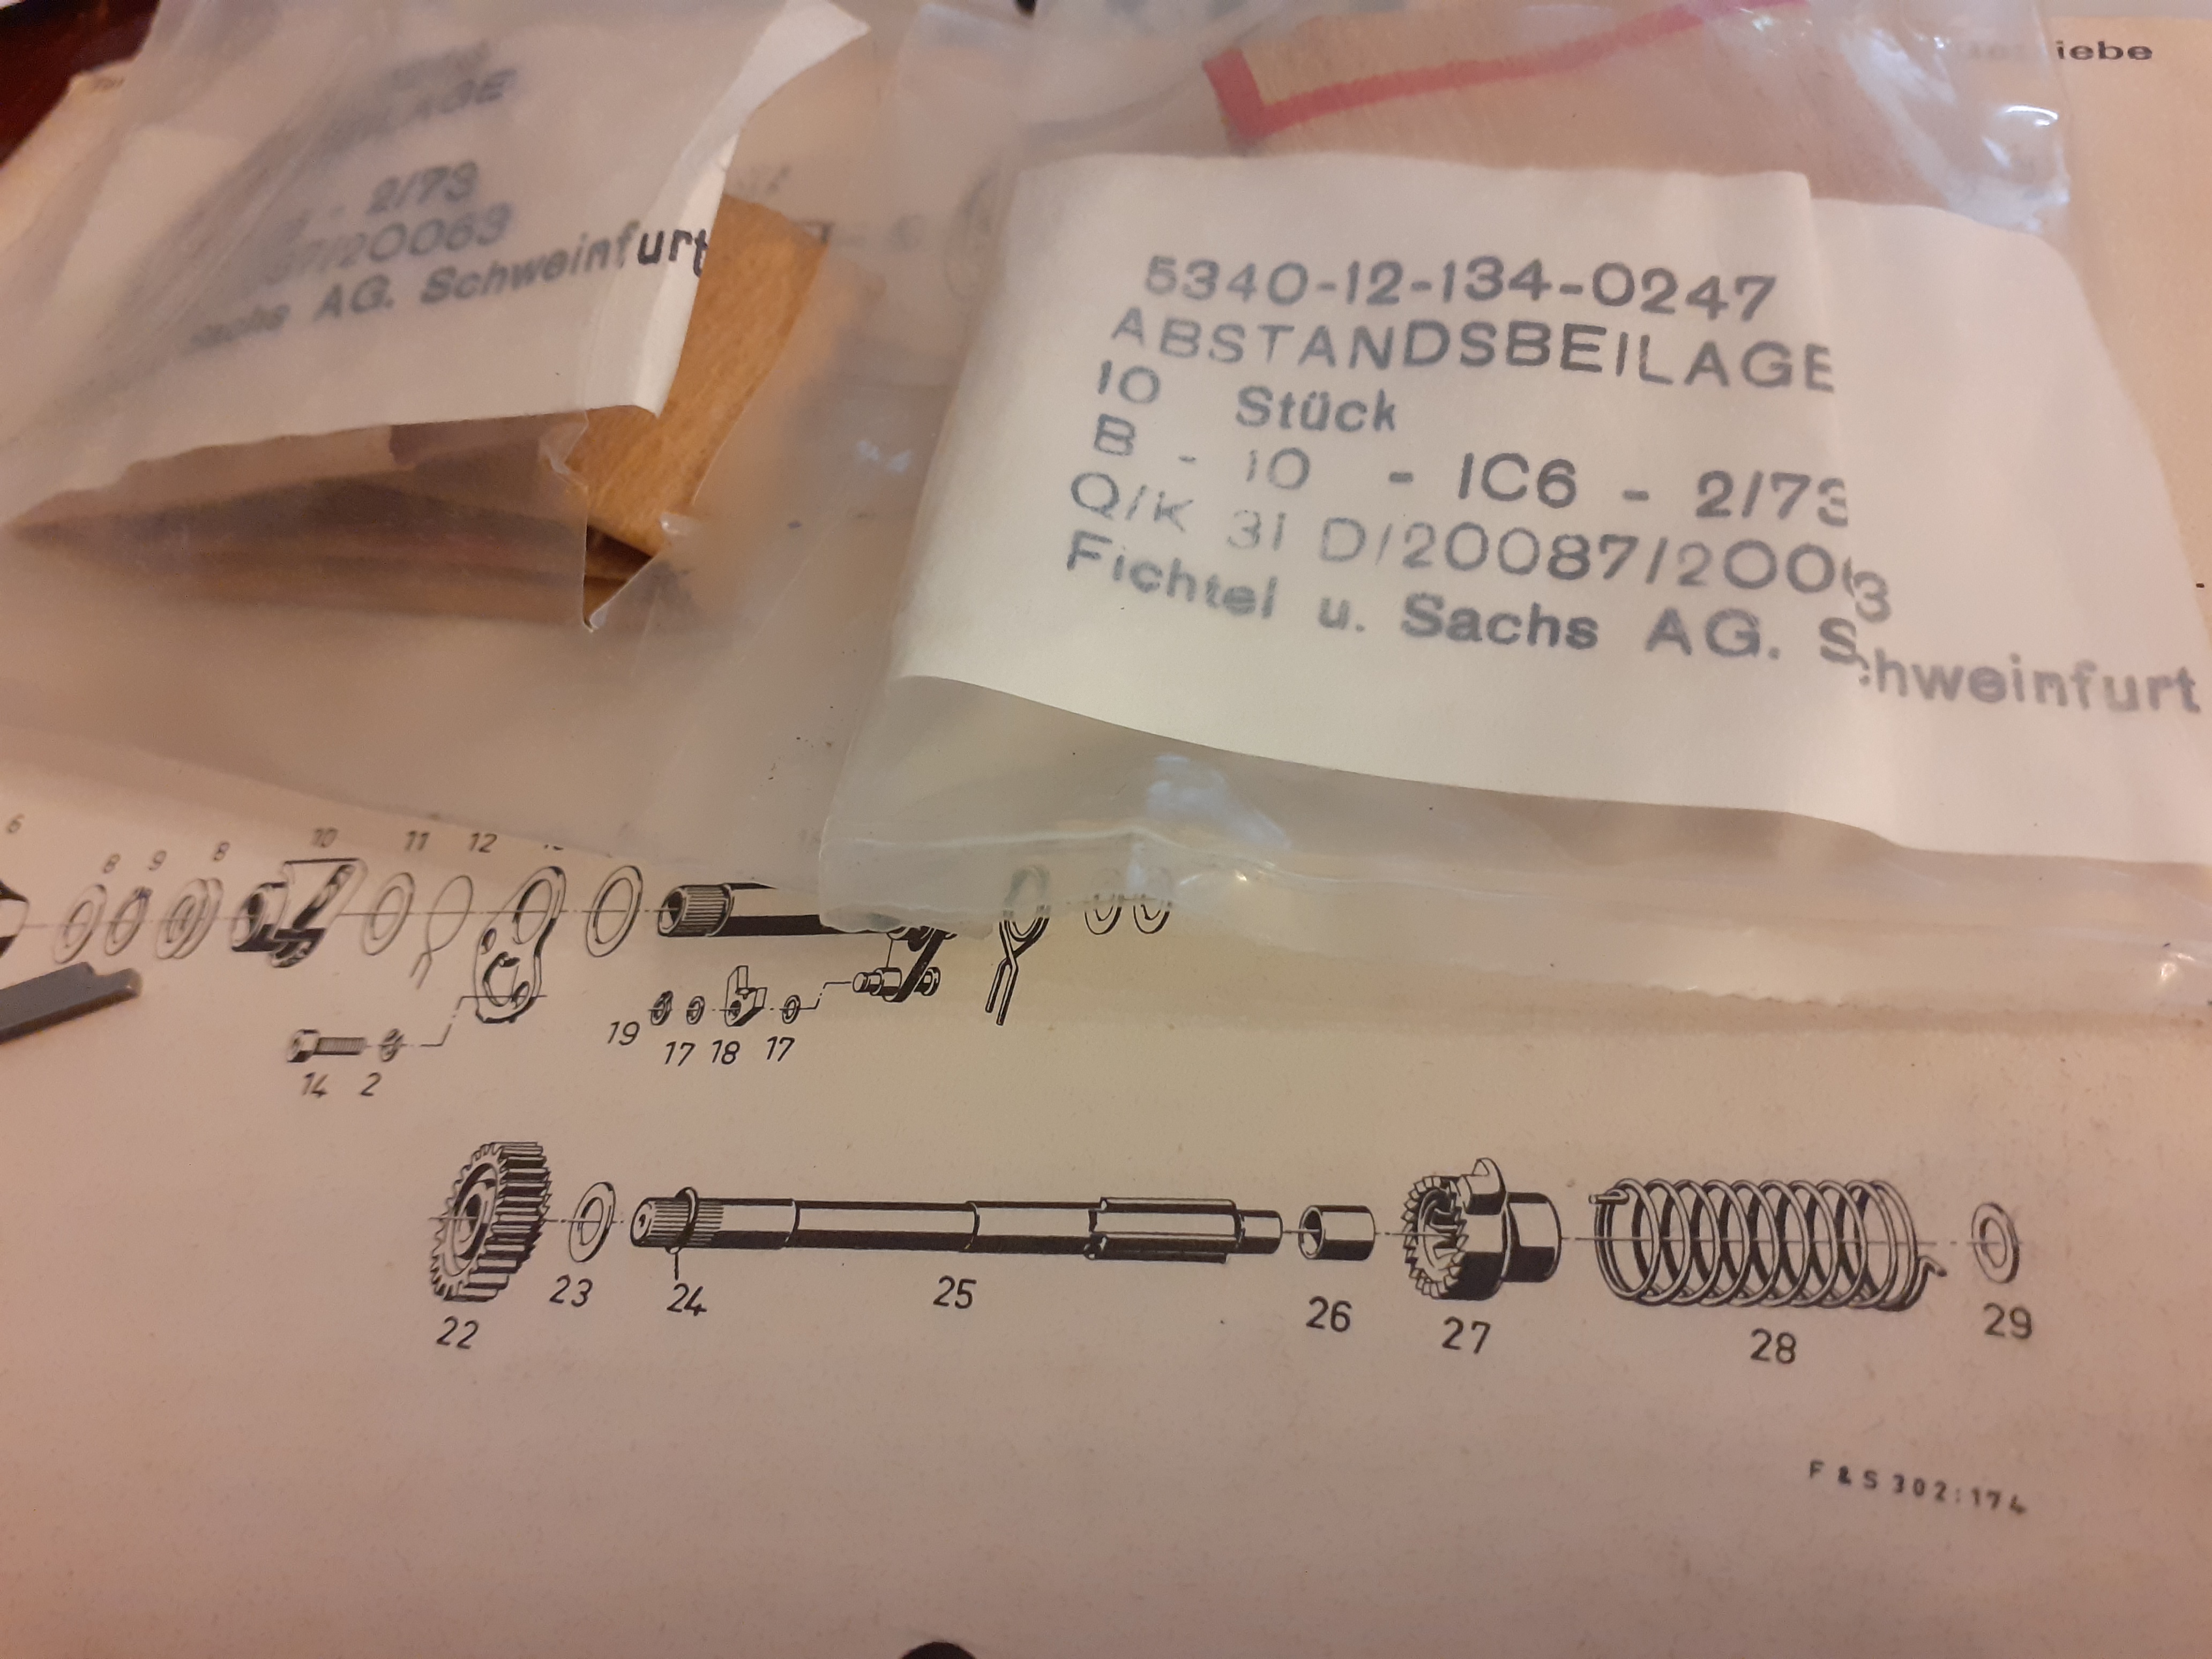 iebe
2/73
/20063
achs AG. Schweinfurt
5340-12-134-0247
ABSTANDSBEILAGE
10 Stück
B - 10 - IC6 - 2/73
Q/K 31 D/20087/20063
Fichtel u. Sachs AG. Schweinfurt
6 8 9 8 10 11 12
19 17 18 17
14 2
22 23 24 25 26 27 28 29
F & S 302:174